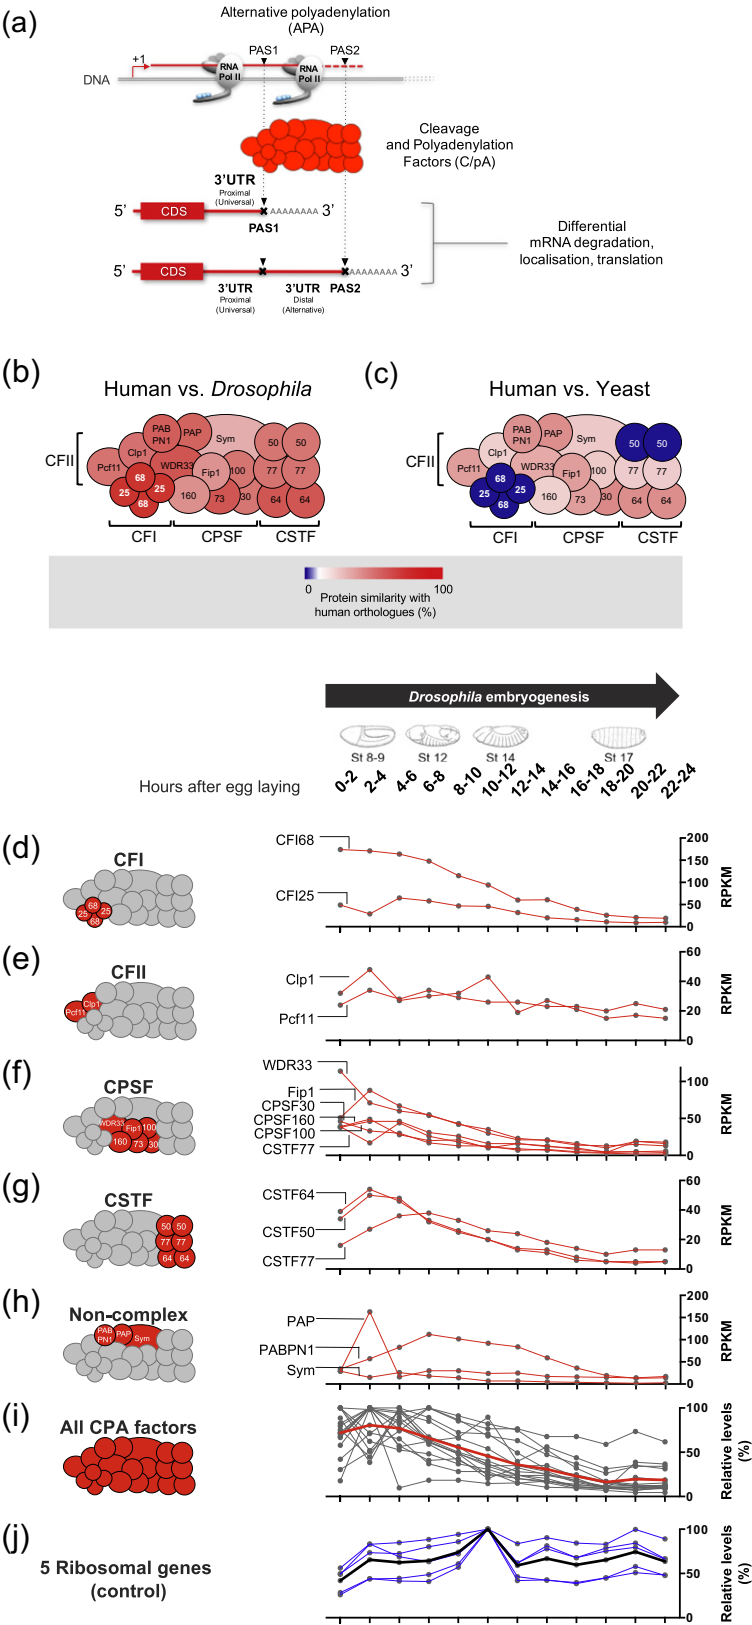 (a)
Alternative polyadenylation
(APA)
+1
PAS1
PAS2
RNA
Pol II
RNA
Pol II
DNA
Cleavage
and Polyadenylation
Factors (C/pA)
3'UTR
Proximal
(Universal)
5'
CDS
AAAAAAAA
3'
PAS1
Differential
mRNA degradation,
localisation, translation
5'
CDS
AAAAAAAA
3'
3'UTR
3'UTR
PAS2
Proximal
(Universal)
Distal
(Alternative)
(b)
Human vs. Drosophila
CFII
PAB
PN1
PAP
Sym
Clp1
Pcf11
WDR33
Fip1
100
50
50
77
77
68
25
25
68
160
73
30
64
64
CFI
CPSF
CSTF
(c)
Human vs. Yeast
CFII
PAB
PN1
PAP
Sym
Clp1
Pcf11
WDR33
Fip1
100
50
50
77
77
68
25
25
68
160
73
30
64
64
CFI
CPSF
CSTF
0
100
Protein similarity with
human orthologues (%)
Drosophila embryogenesis
St 8-9
St 12
St 14
St 17
Hours after egg laying
0-2
2-4
4-6
6-8
8-10
10-12
12-14
14-16
16-18
18-20
20-22
22-24
(d)
CFI
68
25
25
68
CFI68
CFI25
200
150
100
50
0
RPKM
(e)
CFII
Clp1
Pcf11
Clp1
Pcf11
60
40
20
0
RPKM
(f)
CPSF
WDR33
Fip1
100
160
73
30
WDR33
Fip1
CPSF30
CPSF160
CPSF100
CSTF77
100
50
0
RPKM
(g)
CSTF
50
50
77
77
64
64
CSTF64
CSTF50
CSTF77
60
40
20
0
RPKM
(h)
Non-complex
PAB
PN1
PAP
Sym
PAP
PABPN1
Sym
200
150
100
50
0
RPKM
(i)
All CPA factors
100
50
0
Relative levels
(%)
(j)
5 Ribosomal genes
(control)
100
50
0
Relative levels
(%)